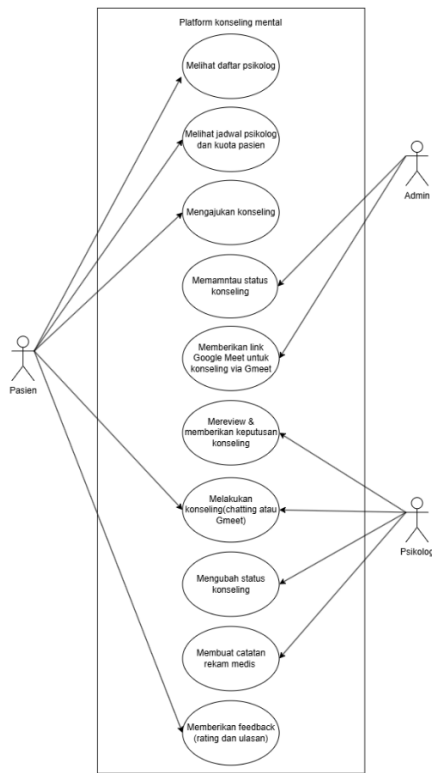 Platform konseling mental
Melihat daftar psikolog
Melihat jadwal psikolog
dan kuota pasien
Mengajukan konseling
Admin
Memamntau status
konseling
Memberikan link
Google Meet untuk
konseling via Gmeet
Pasien
Mereview &
memberikan keputusan
konseling
Melakukan
konseling(chatting atau
Gmeet)
Psikolog
Mengubah status
konseling
Membuat catatan
rekam medis
Memberikan feedback
(rating dan ulasan)